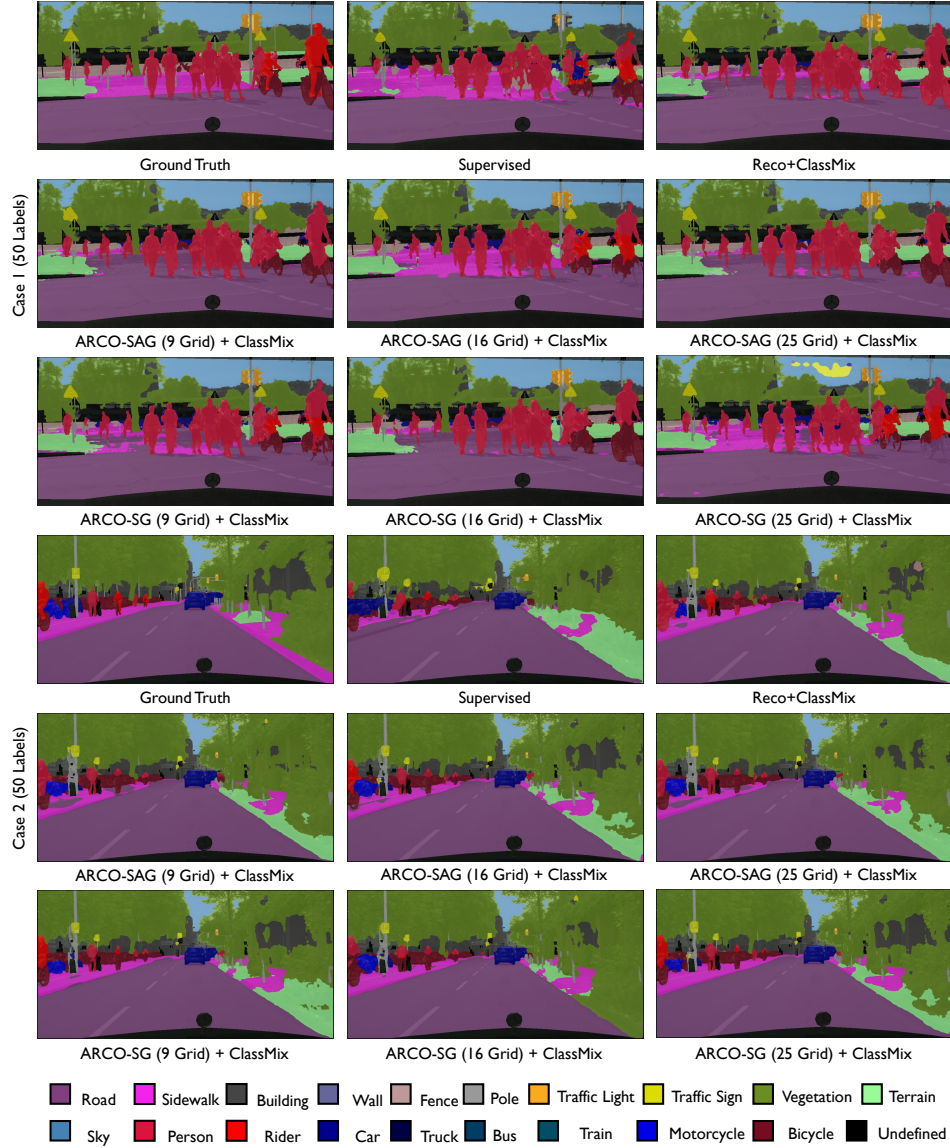 Ground Truth
Supervised
Reco+ClassMix
Case 1 (50 Labels)
ARCO-SAG (9 Grid) + ClassMix
ARCO-SAG (16 Grid) + ClassMix
ARCO-SAG (25 Grid) + ClassMix
ARCO-SG (9 Grid) + ClassMix
ARCO-SG (16 Grid) + ClassMix
ARCO-SG (25 Grid) + ClassMix
Ground Truth
Supervised
Reco+ClassMix
Case 2 (50 Labels)
ARCO-SAG (9 Grid) + ClassMix
ARCO-SAG (16 Grid) + ClassMix
ARCO-SAG (25 Grid) + ClassMix
ARCO-SG (9 Grid) + ClassMix
ARCO-SG (16 Grid) + ClassMix
ARCO-SG (25 Grid) + ClassMix
Road Sidewalk Building Wall Fence Pole Traffic Light Traffic Sign Vegetation Terrain
Sky Person Rider Car Truck Bus Train Motorcycle Bicycle Undefined